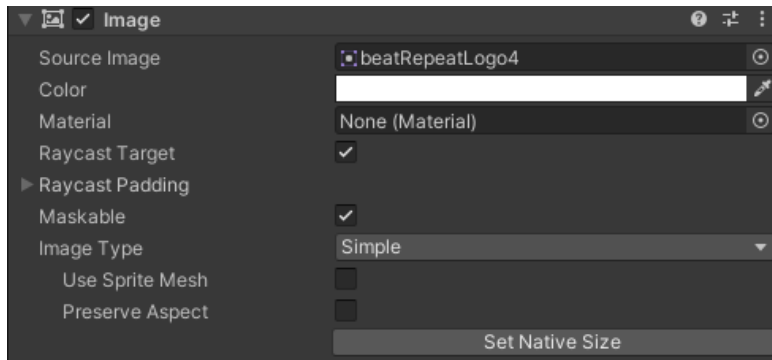 Image
Source Image beatRepeatLogo4
Color
Material None (Material)
Raycast Target
Raycast Padding
Maskable
Image Type Simple
Use Sprite Mesh
Preserve Aspect
Set Native Size